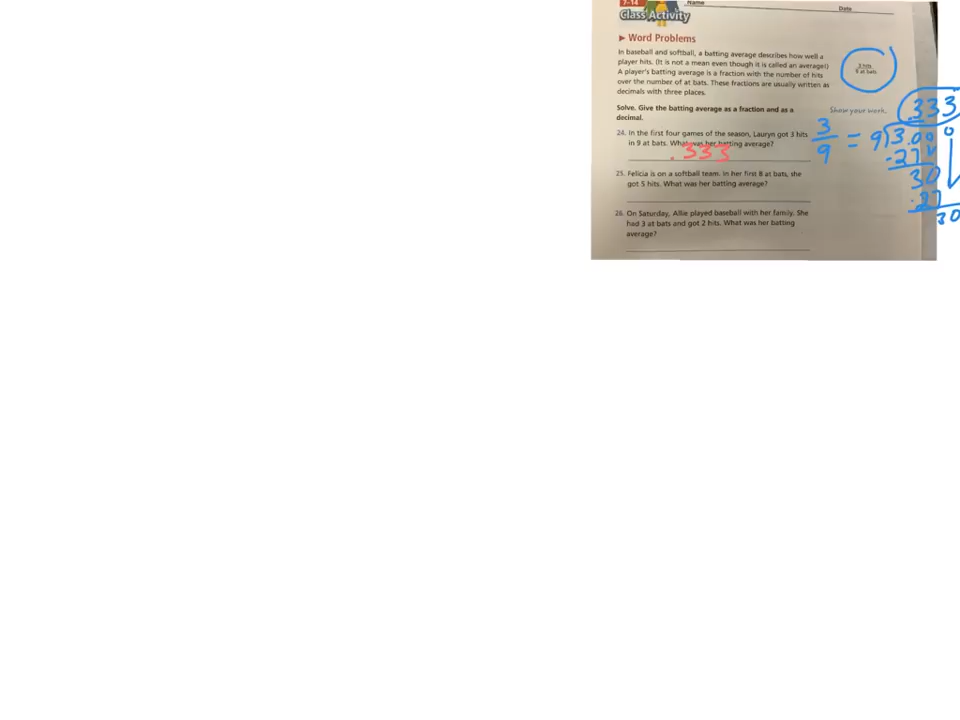 7-14
Name
Date
Class Activity
▶ Word Problems
In baseball and softball, a batting average describes how well a
player hits. (It is not a mean even though it is called an average!)
A player's batting average is a fraction with the number of hits
over the number of at bats. These fractions are usually written as
decimals with three places.
3 hits
9 at bats
Solve. Give the batting average as a fraction and as a
decimal.
Show your work.
24. In the first four games of the season, Lauryn got 3 hits
in 9 at bats. What was her batting average?
.333
3/9 = 9)3.000
.333
-27
30
-27
30
25. Felicia is on a softball team. In her first 8 at bats, she
got 5 hits. What was her batting average?
26. On Saturday, Allie played baseball with her family. She
had 3 at bats and got 2 hits. What was her batting
average?